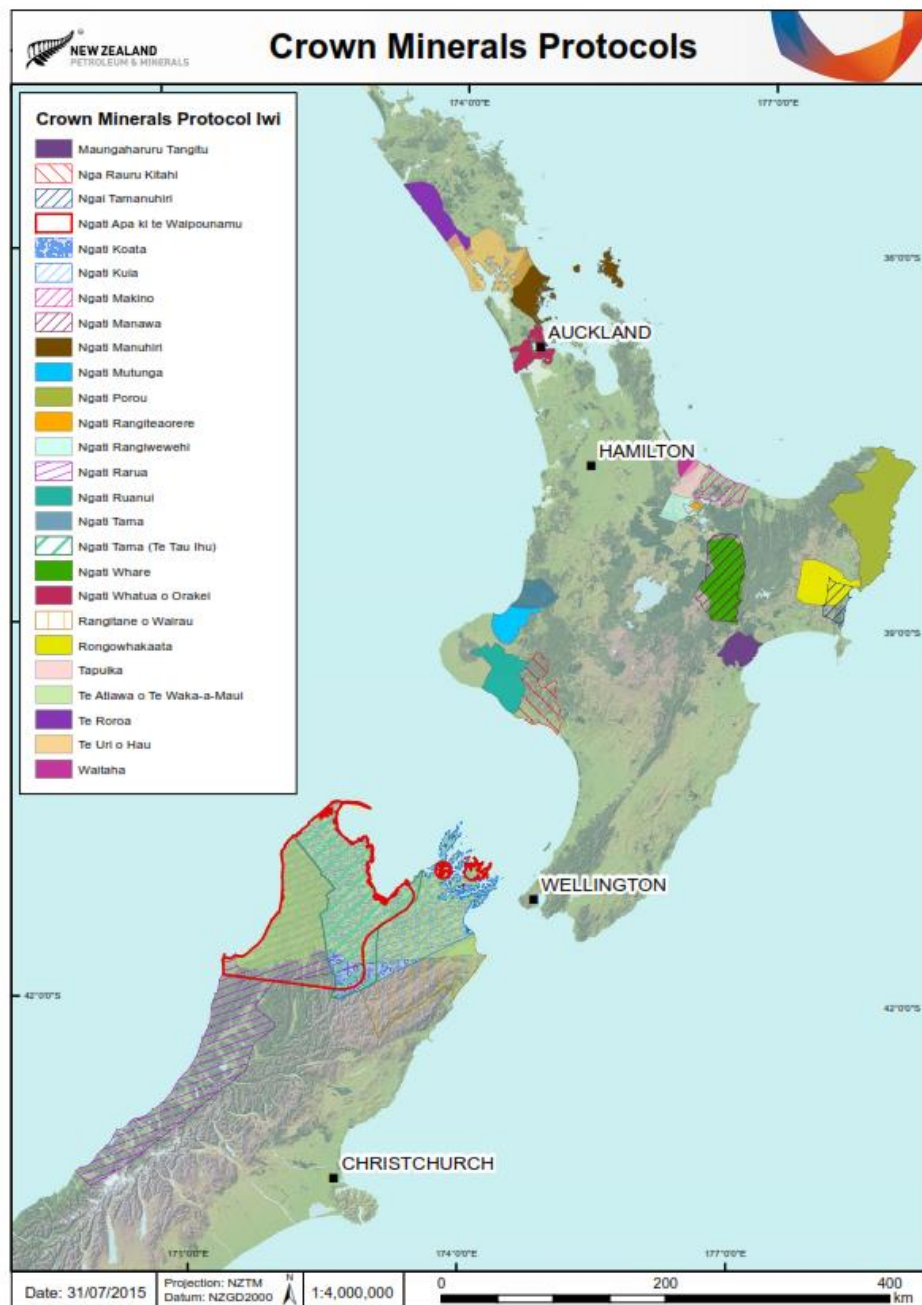 NEW ZEALAND
PETROLEUM & MINERALS
Crown Minerals Protocols
174°0'0"E
177°0'0"E
Crown Minerals Protocol Iwi
Maungaharuru Tangitu
Nga Rauru Kitahi
Ngai Tamanuhiri
Ngati Apa ki te Waipounamu
Ngati Koata
Ngati Kuia
Ngati Makino
Ngati Manawa
Ngati Manuhiri
Ngati Mutunga
Ngati Porou
Ngati Rangiteaorere
Ngati Rangiwewehi
Ngati Rarua
Ngati Ruanui
Ngati Tama
Ngati Tama (Te Tau Ihu)
Ngati Whare
Ngati Whatua o Orakei
Rangitane o Wairau
Rongowhakaata
Tapuika
Te Atiawa o Te Waka-a-Maui
Te Roroa
Te Uri o Hau
Waitaha
36°0'0"S
AUCKLAND
HAMILTON
39°0'0"S
WELLINGTON
42°0'0"S
42°0'0"S
CHRISTCHURCH
171°0'0"E
174°0'0"E
177°0'0"E
Date: 31/07/2015
Projection: NZTM
Datum: NZGD2000
N
1:4,000,000
0
200
400
km